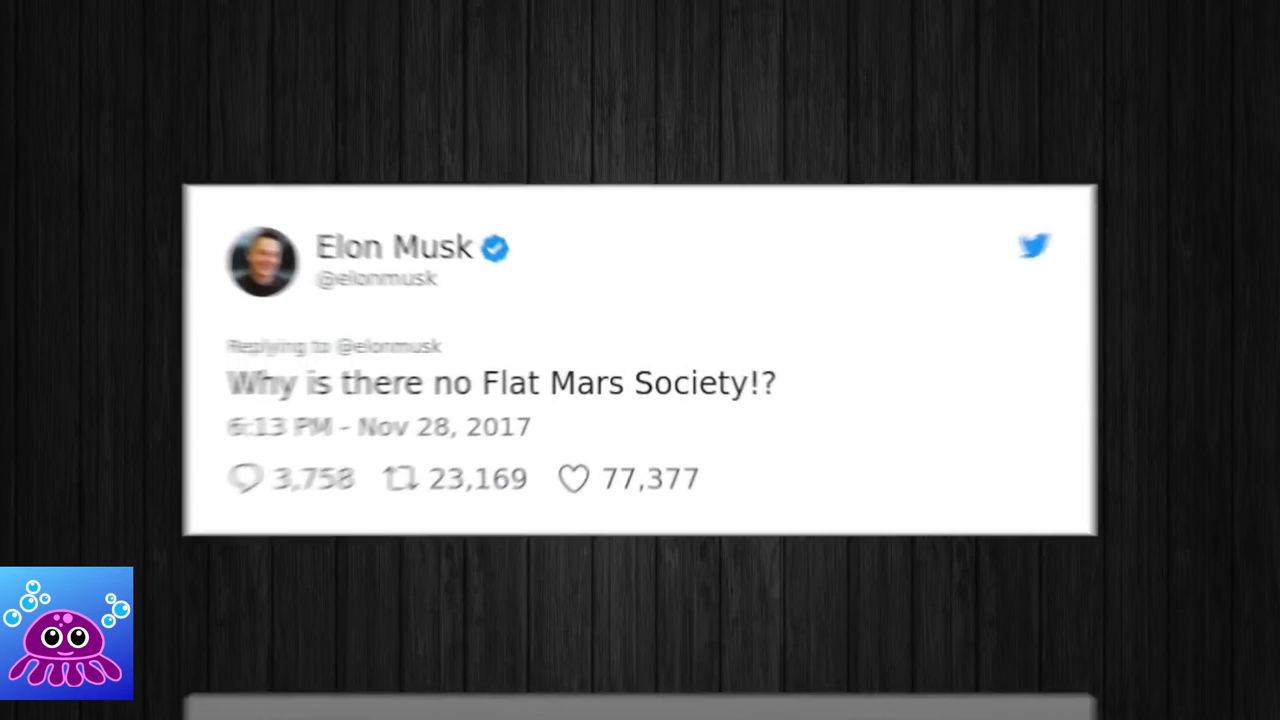 Elon Musk
@elonmusk
Replying to @elonmusk
Why is there no Flat Mars Society!?
6:13 PM - Nov 28, 2017
3,758 23,169 77,377